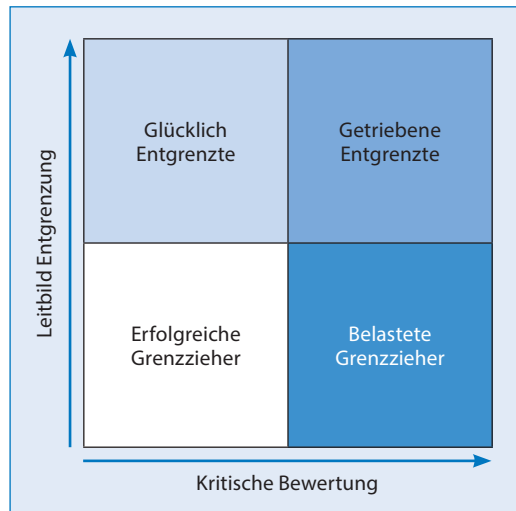 Leitbild Entgrenzung
Glücklich
Entgrenzte
Getriebene
Entgrenzte
Erfolgreiche
Grenzzieher
Belastete
Grenzzieher
Kritische Bewertung